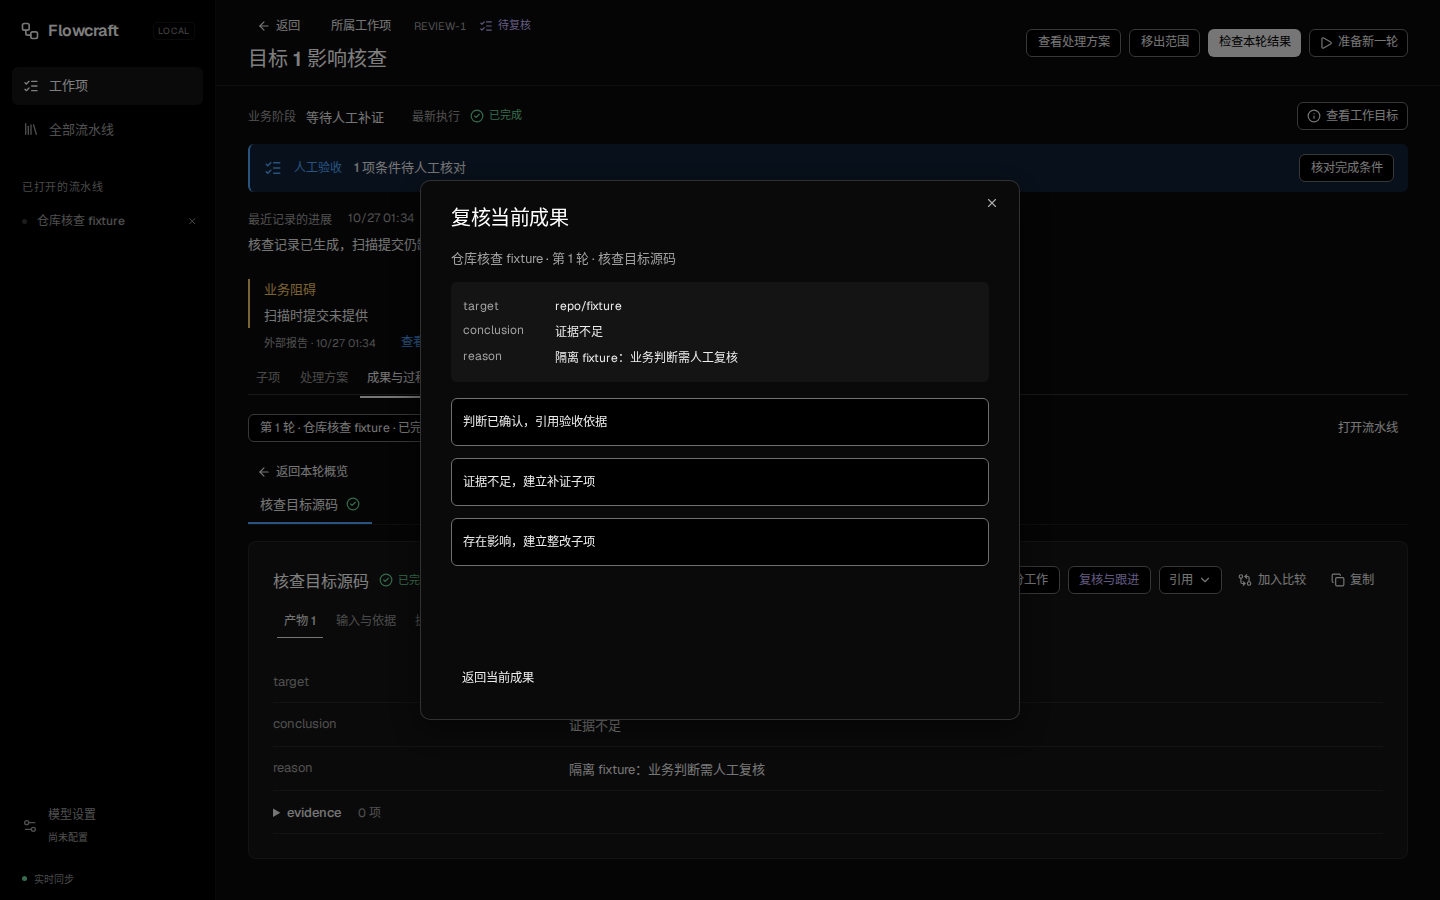 Flowcraft
LOCAL
工作项
全部流水线
已打开的流水线
仓库核查 fixture
模型设置
尚未配置
实时同步
返回
所属工作项
REVIEW-1
待复核
目标 1 影响核查
查看处理方案
移出范围
检查本轮结果
准备新一轮
业务阶段
等待人工补证
最新执行
已完成
查看工作目标
人工验收
1 项条件待人工核对
核对完成条件
最近记录的进展
10/27 01:34
核查记录已生成，扫描提交仍
业务阻碍
扫描时提交未提供
外部报告 · 10/27 01:34
子项
处理方案
成果与过程
第 1 轮 · 仓库核查 fixture · 已完
打开流水线
返回本轮概览
核查目标源码
复核当前成果
仓库核查 fixture · 第 1 轮 · 核查目标源码
target
repo/fixture
conclusion
证据不足
reason
隔离 fixture：业务判断需人工复核
判断已确认，引用验收依据
证据不足，建立补证子项
存在影响，建立整改子项
返回当前成果
核查目标源码
已完
工作
复核与跟进
引用
加入比较
复制
产物 1
输入与依据
target
conclusion
证据不足
reason
隔离 fixture：业务判断需人工复核
evidence
0 项